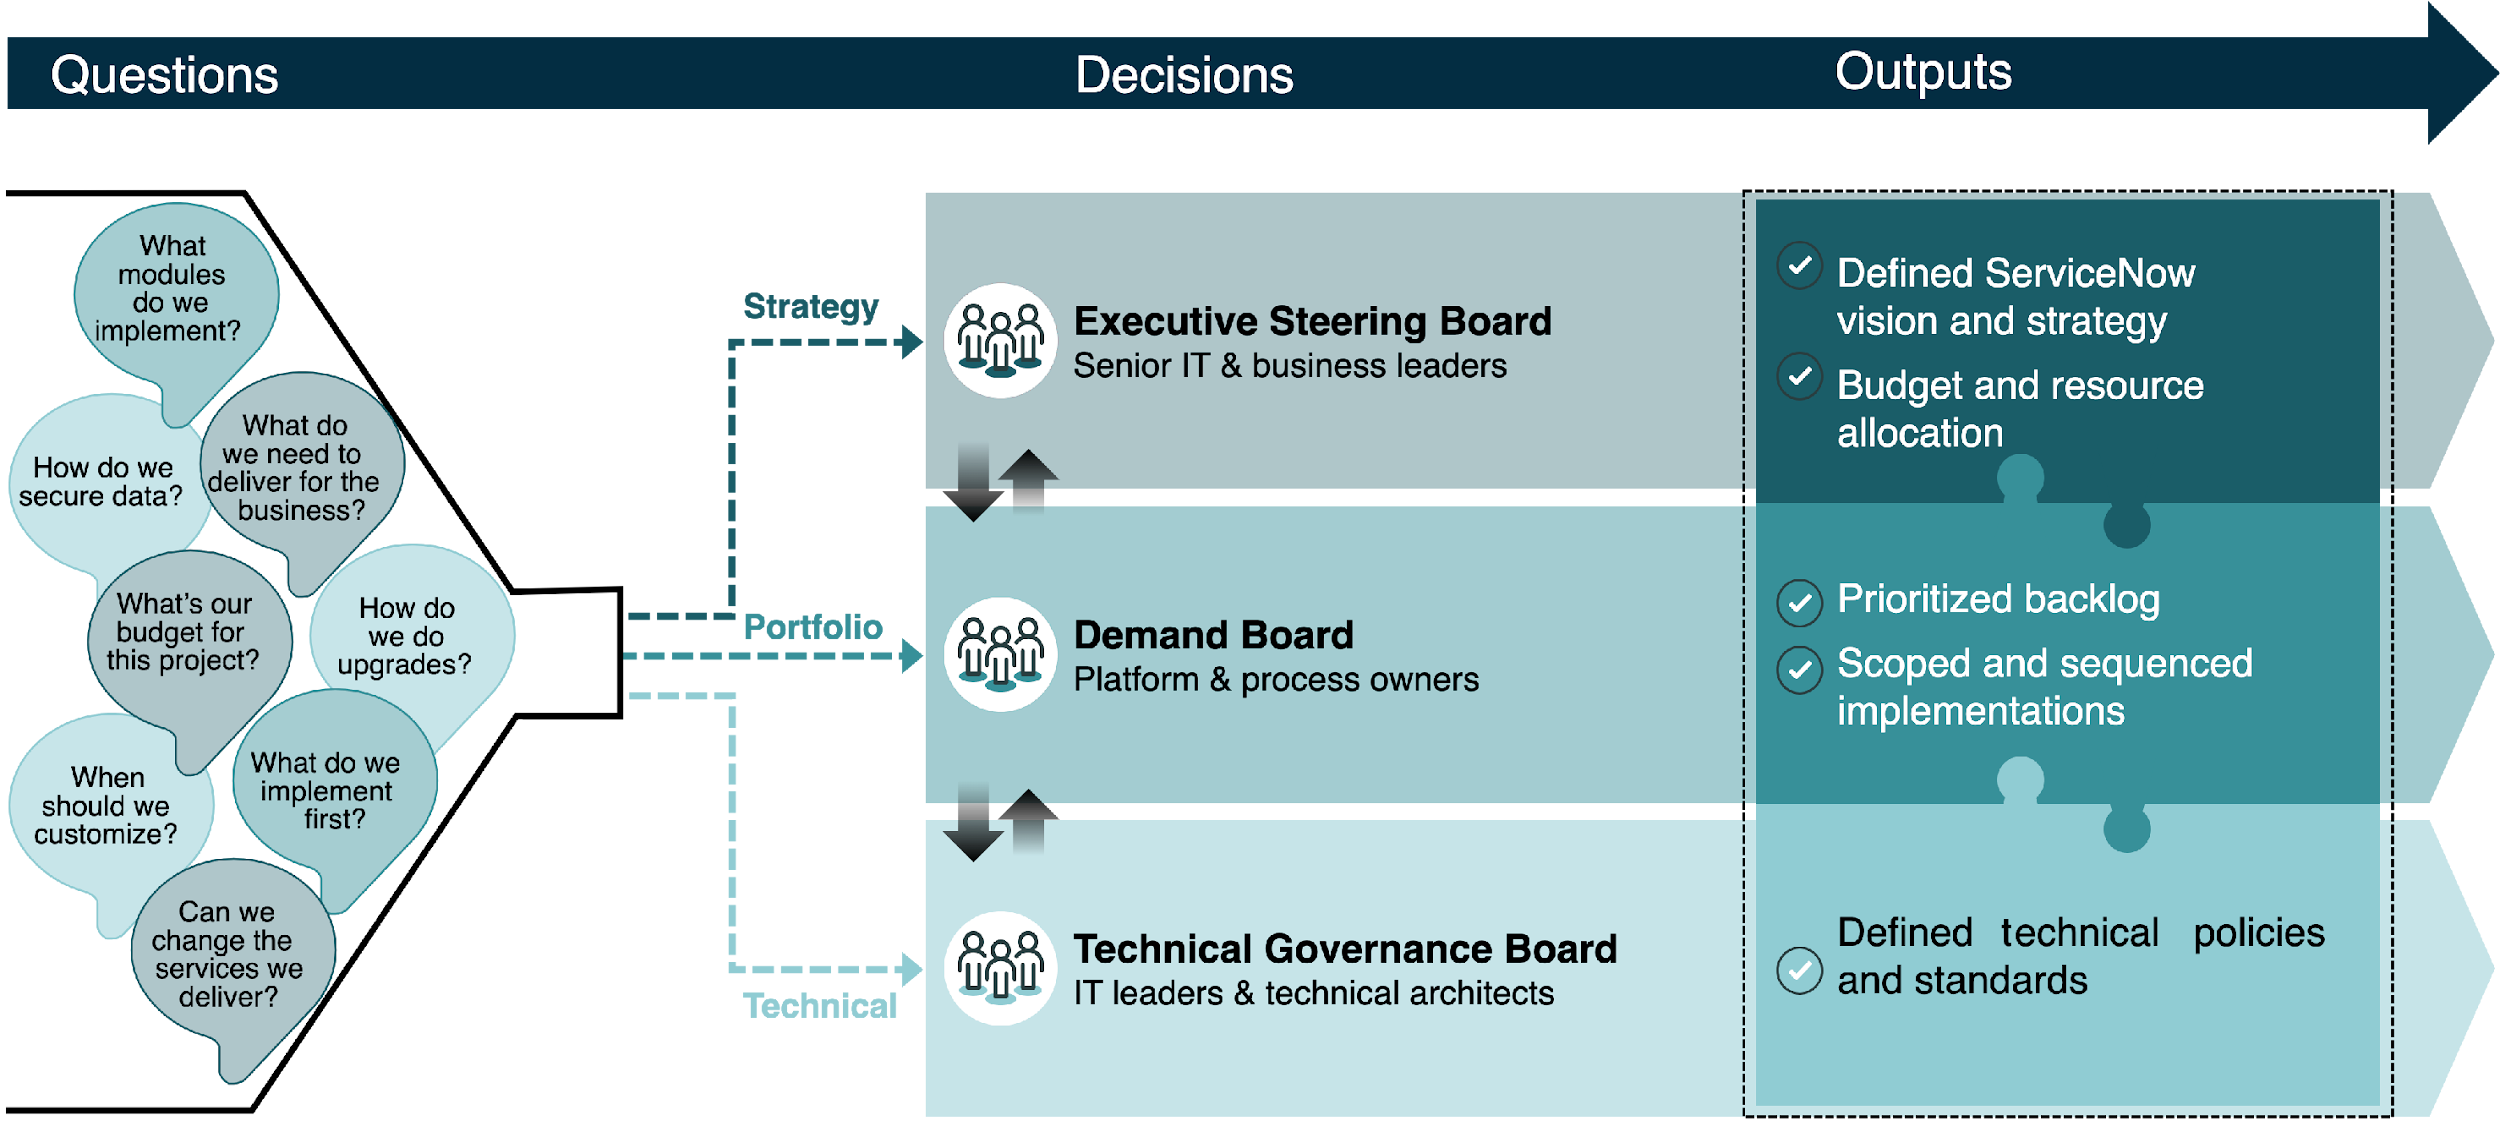 Questions
Decisions
Outputs
What
modules
do we
implement?
How do we
secure data?
What do
we need to
deliver for the
business?
What's our
budget for
this project?
How do
we do
upgrades?
When
should we
customize?
What do we
implement
first?
Can we
change the
services we
deliver?
Strategy
Portfolio
Technical
Executive Steering Board
Senior IT & business leaders
Demand Board
Platform & process owners
Technical Governance Board
IT leaders & technical architects
Defined ServiceNow
vision and strategy
Budget and resource
allocation
Prioritized backlog
Scoped and sequenced
implementations
Defined technical policies
and standards